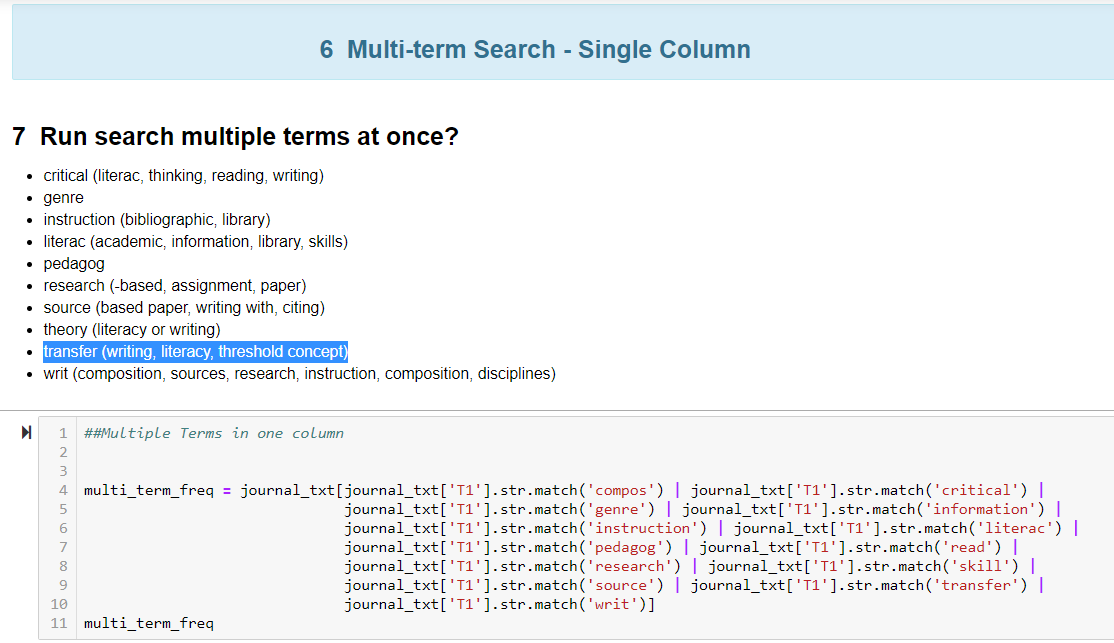 6 Multi-term Search - Single Column
7 Run search multiple terms at once?
• critical (literac, thinking, reading, writing)
• genre
• instruction (bibliographic, library)
• literac (academic, information, library, skills)
• pedagog
• research (-based, assignment, paper)
• source (based paper, writing with, citing)
• theory (literacy or writing)
• transfer (writing, literacy, threshold concept)
• writ (composition, sources, research, instruction, composition, disciplines)
1 ##Multiple Terms in one column
2
3
4 multi_term_freq = journal_txt[journal_txt['T1'].str.match('compos') | journal_txt['T1'].str.match('critical') |
5 journal_txt['T1'].str.match('genre') | journal_txt['T1'].str.match('information') |
6 journal_txt['T1'].str.match('instruction') | journal_txt['T1'].str.match('literac') |
7 journal_txt['T1'].str.match('pedagog') | journal_txt['T1'].str.match('read') |
8 journal_txt['T1'].str.match('research') | journal_txt['T1'].str.match('skill') |
9 journal_txt['T1'].str.match('source') | journal_txt['T1'].str.match('transfer') |
10 journal_txt['T1'].str.match('writ')]
11 multi_term_freq